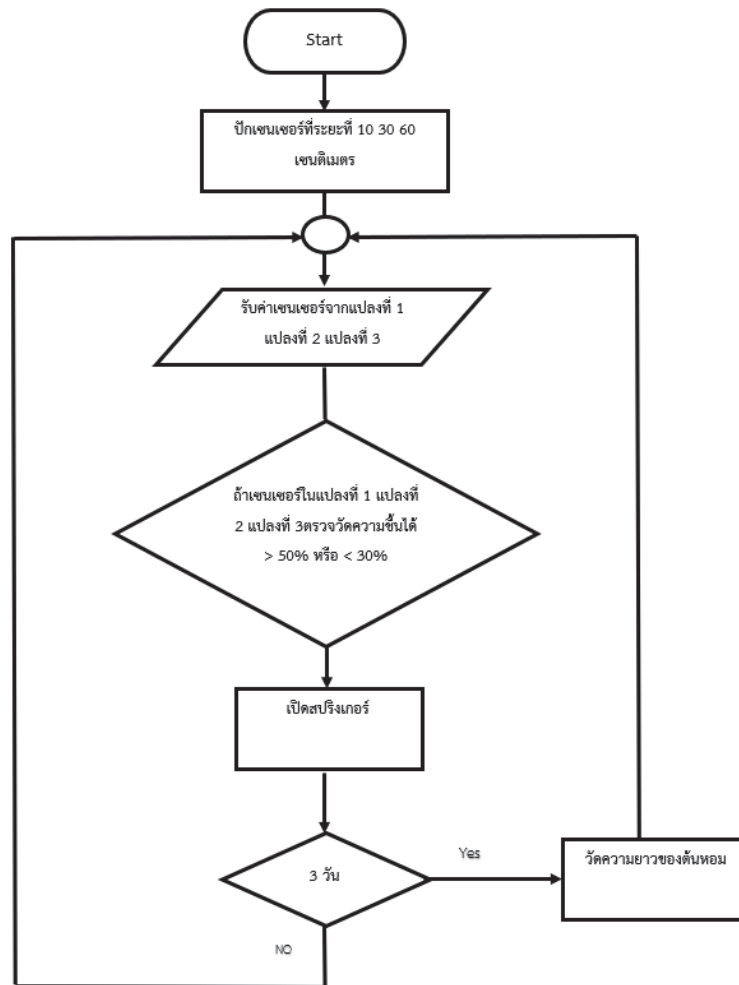 Start
ปักเซนเซอร์ที่ระยะที่ 10 30 60
เซนติเมตร
รับค่าเซนเซอร์จากแปลงที่ 1
แปลงที่ 2 แปลงที่ 3
ถ้าเซนเซอร์ในแปลงที่ 1 แปลงที่
2 แปลงที่ 3ตรวจวัดความชื้นได้
> 50% หรือ < 30%
เปิดสปริงเกอร์
3 วัน
Yes
วัดความยาวของต้นหอม
NO